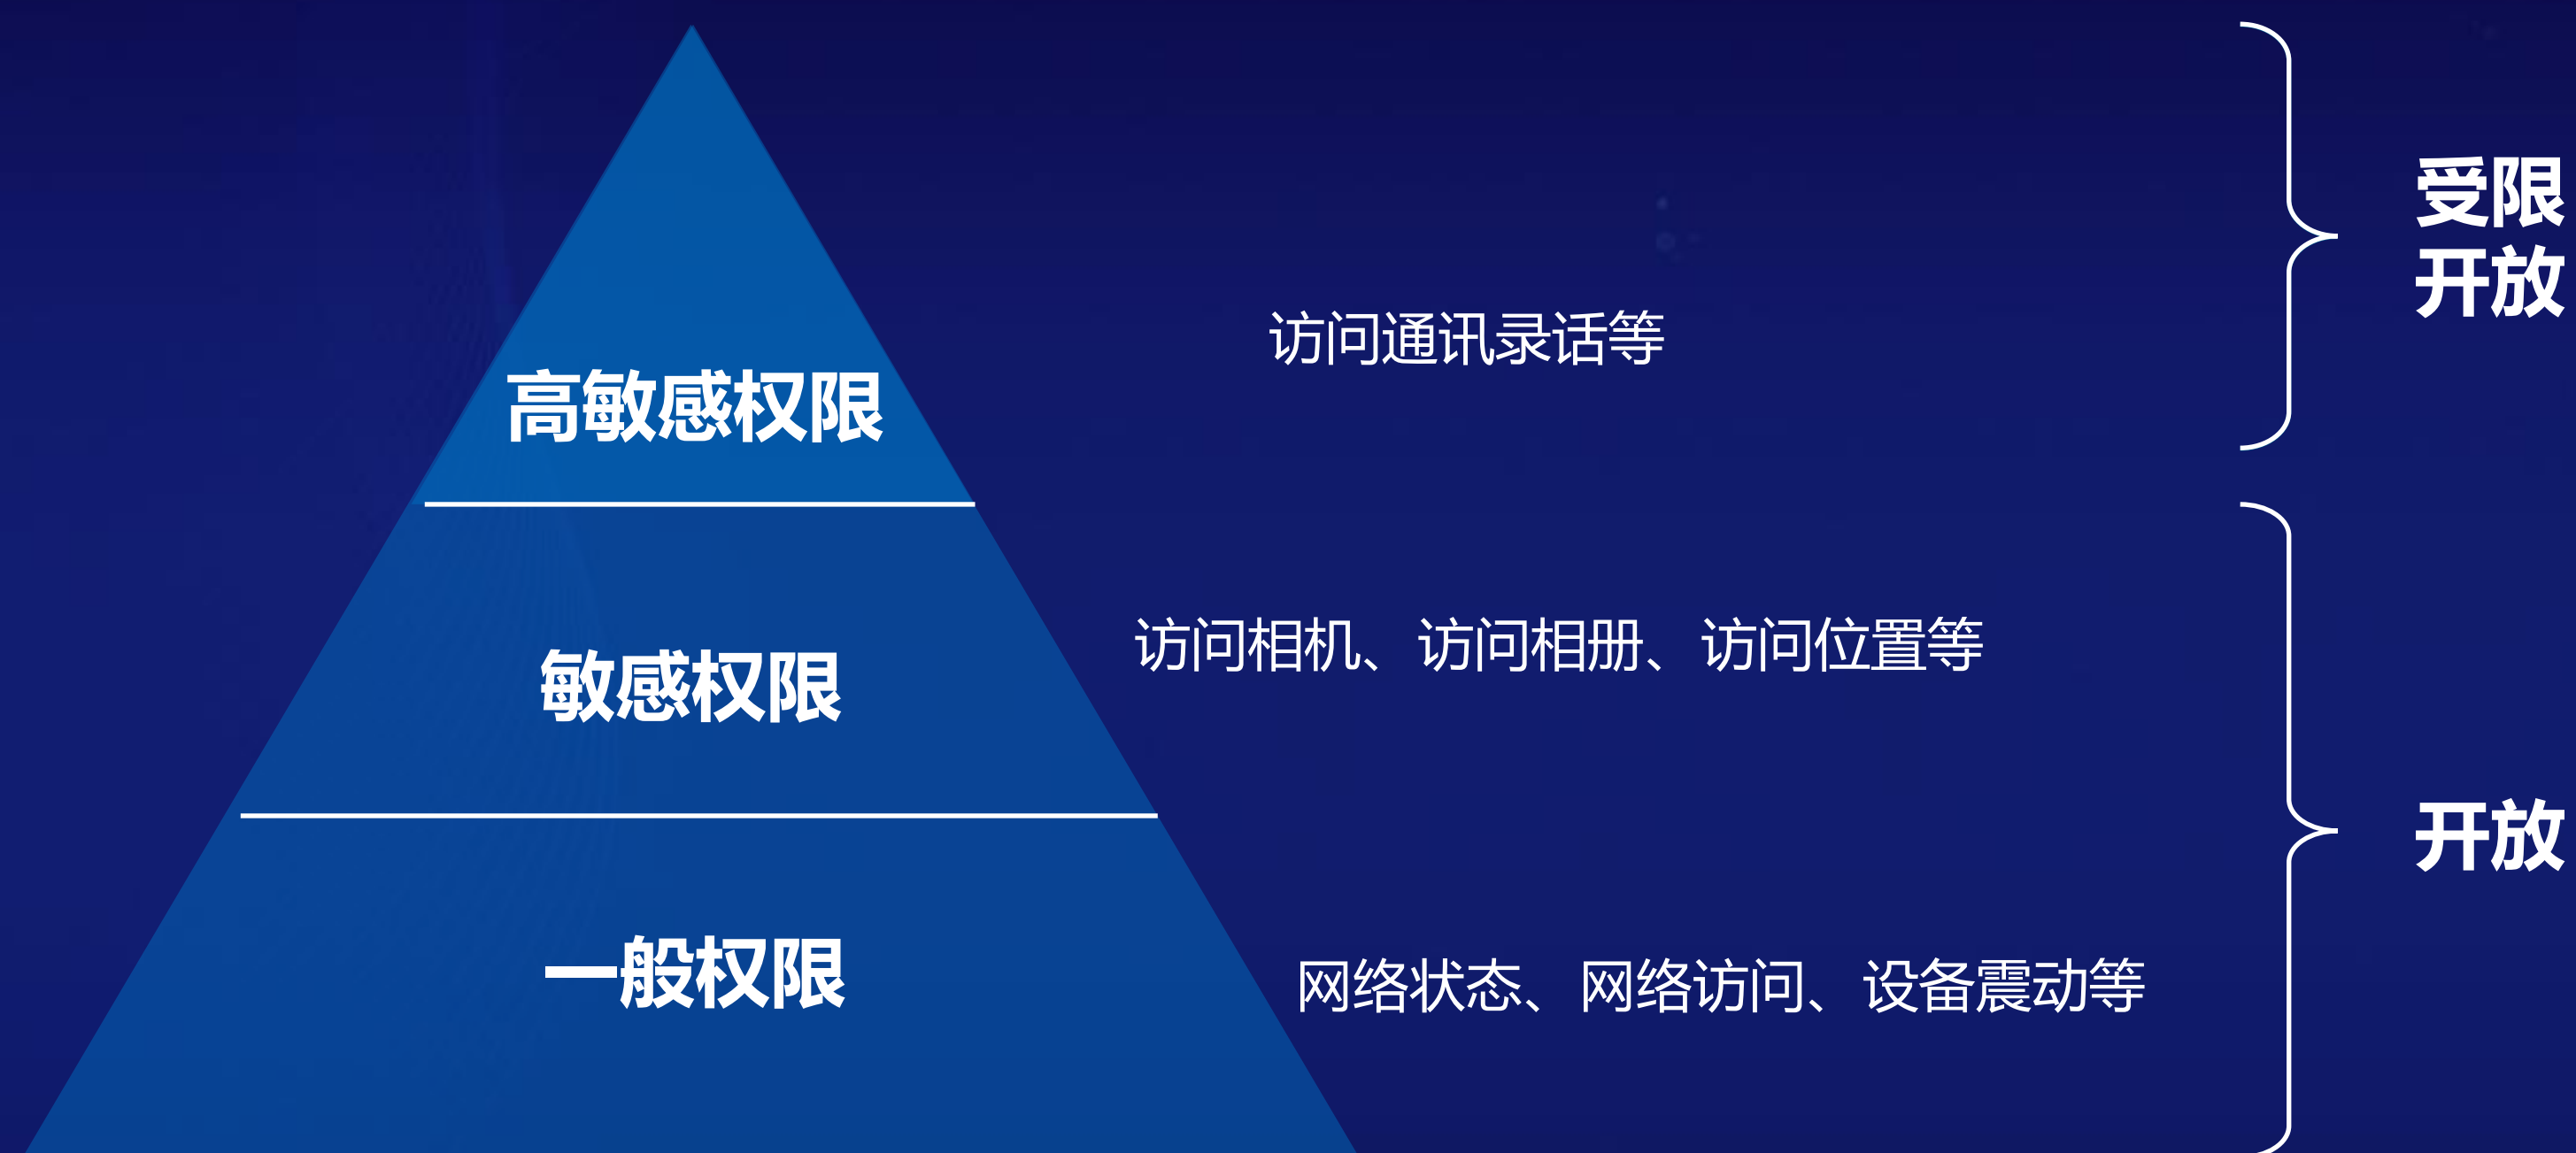 受限
开放
访问通讯录话等
高敏感权限
访问相机、访问相册、访问位置等
敏感权限
开放
一般权限
网络状态、网络访问、设备震动等